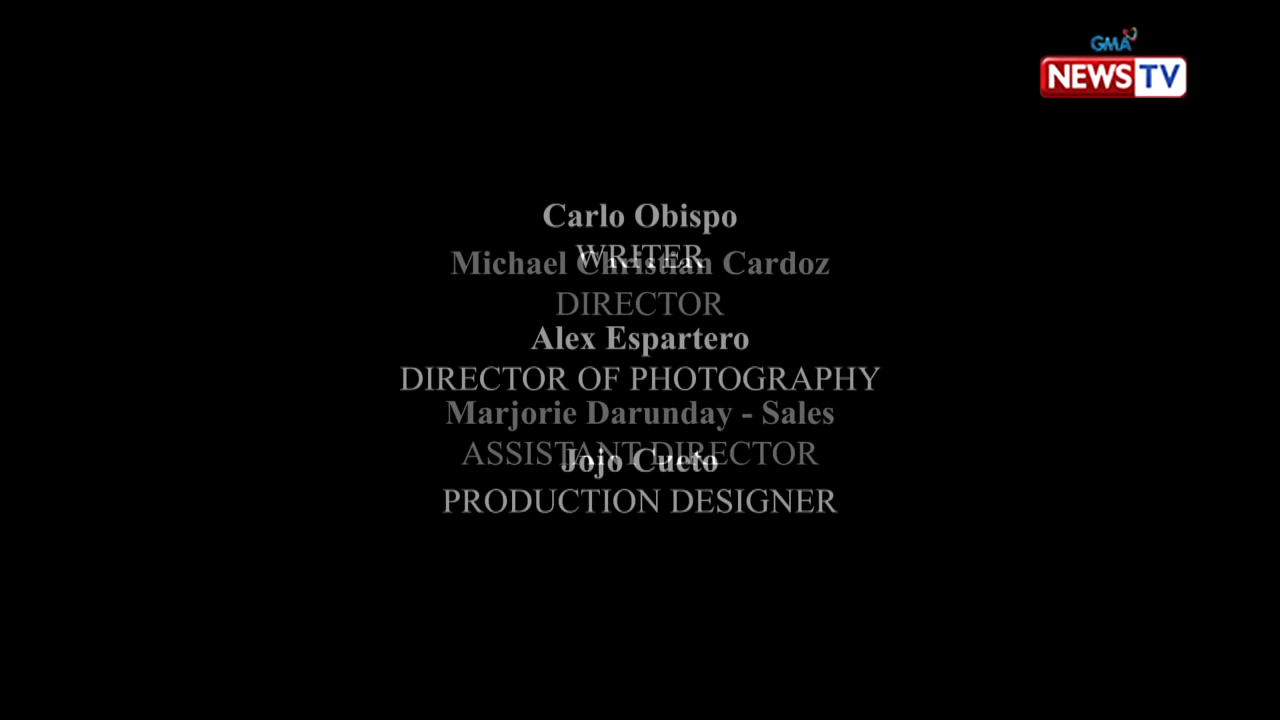 GMA
NEWS TV
Carlo Obispo
WRITER
Michael Christian Cardoz
DIRECTOR
Alex Espartero
DIRECTOR OF PHOTOGRAPHY
Marjorie Darunday - Sales
ASSISTANT DIRECTOR
Jojo Cueto
PRODUCTION DESIGNER